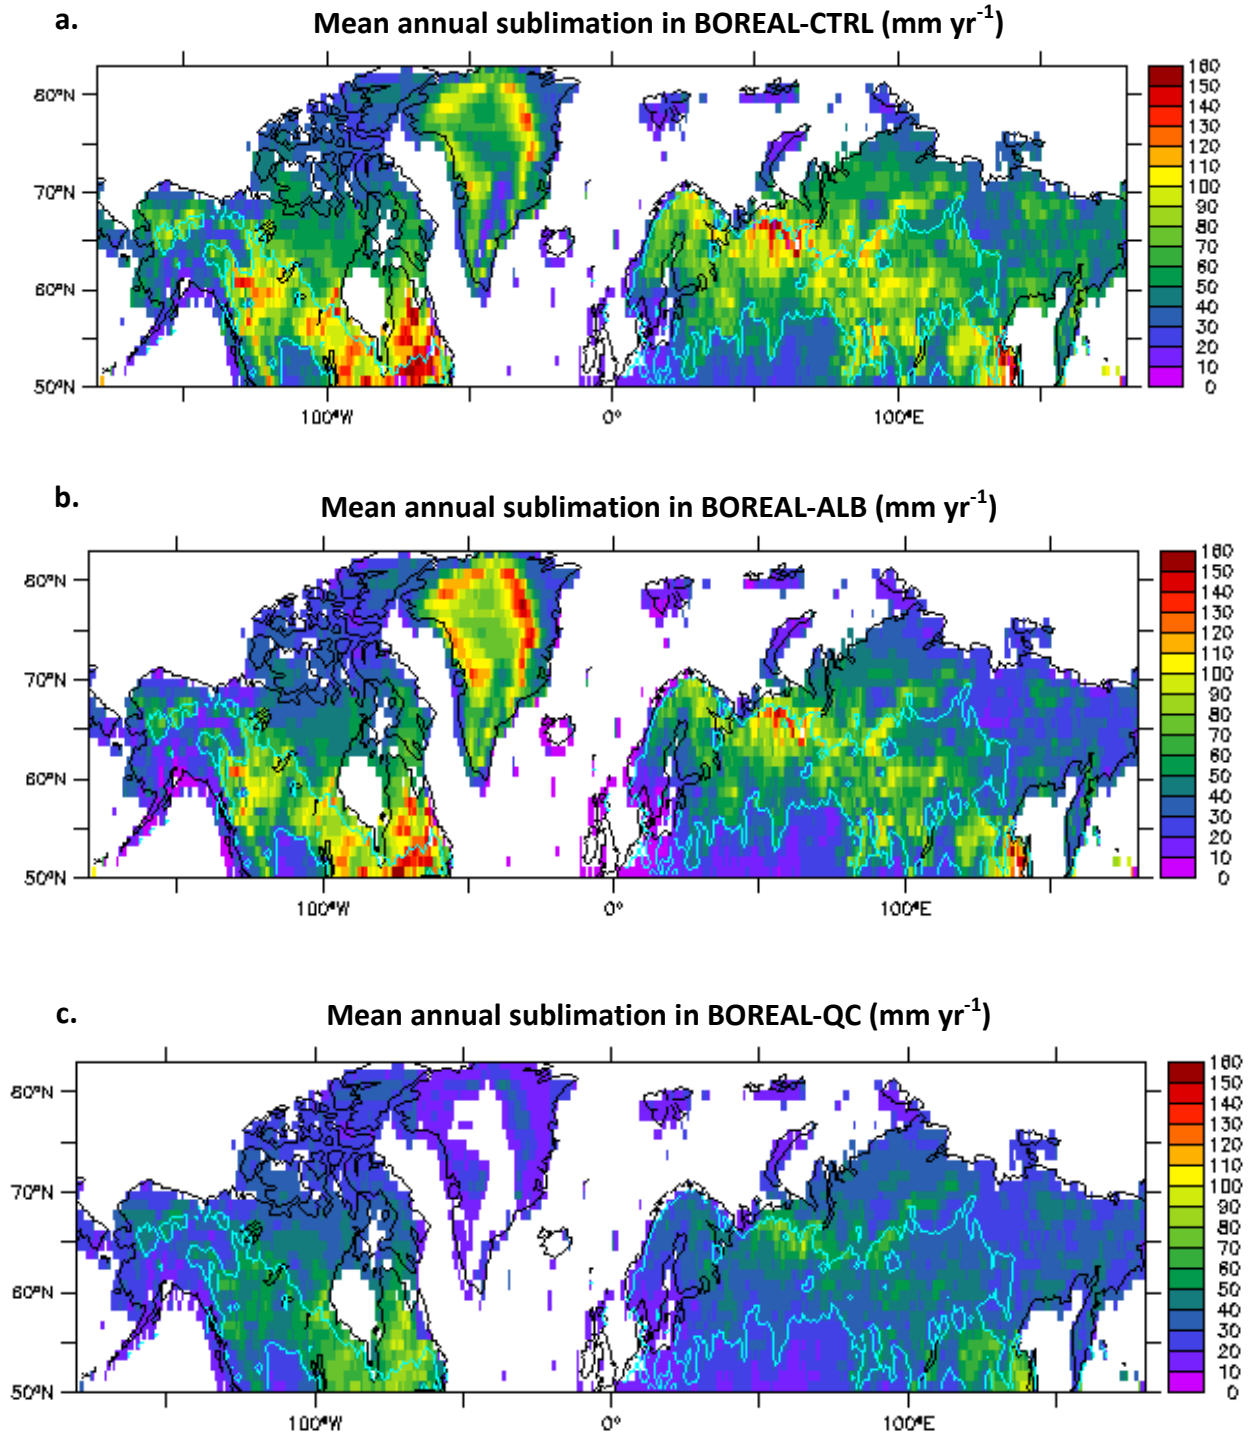 a. Mean annual sublimation in BOREAL-CTRL (mm yr-1)
80°N
70°N
60°N
50°N
100°W 0° 100°E
160
150
140
130
120
110
100
90
80
70
60
50
40
30
20
10
0
b. Mean annual sublimation in BOREAL-ALB (mm yr-1)
80°N
70°N
60°N
50°N
100°W 0° 100°E
160
150
140
130
120
110
100
90
80
70
60
50
40
30
20
10
0
c. Mean annual sublimation in BOREAL-QC (mm yr-1)
80°N
70°N
60°N
50°N
100°W 0° 100°E
160
150
140
130
120
110
100
90
80
70
60
50
40
30
20
10
0